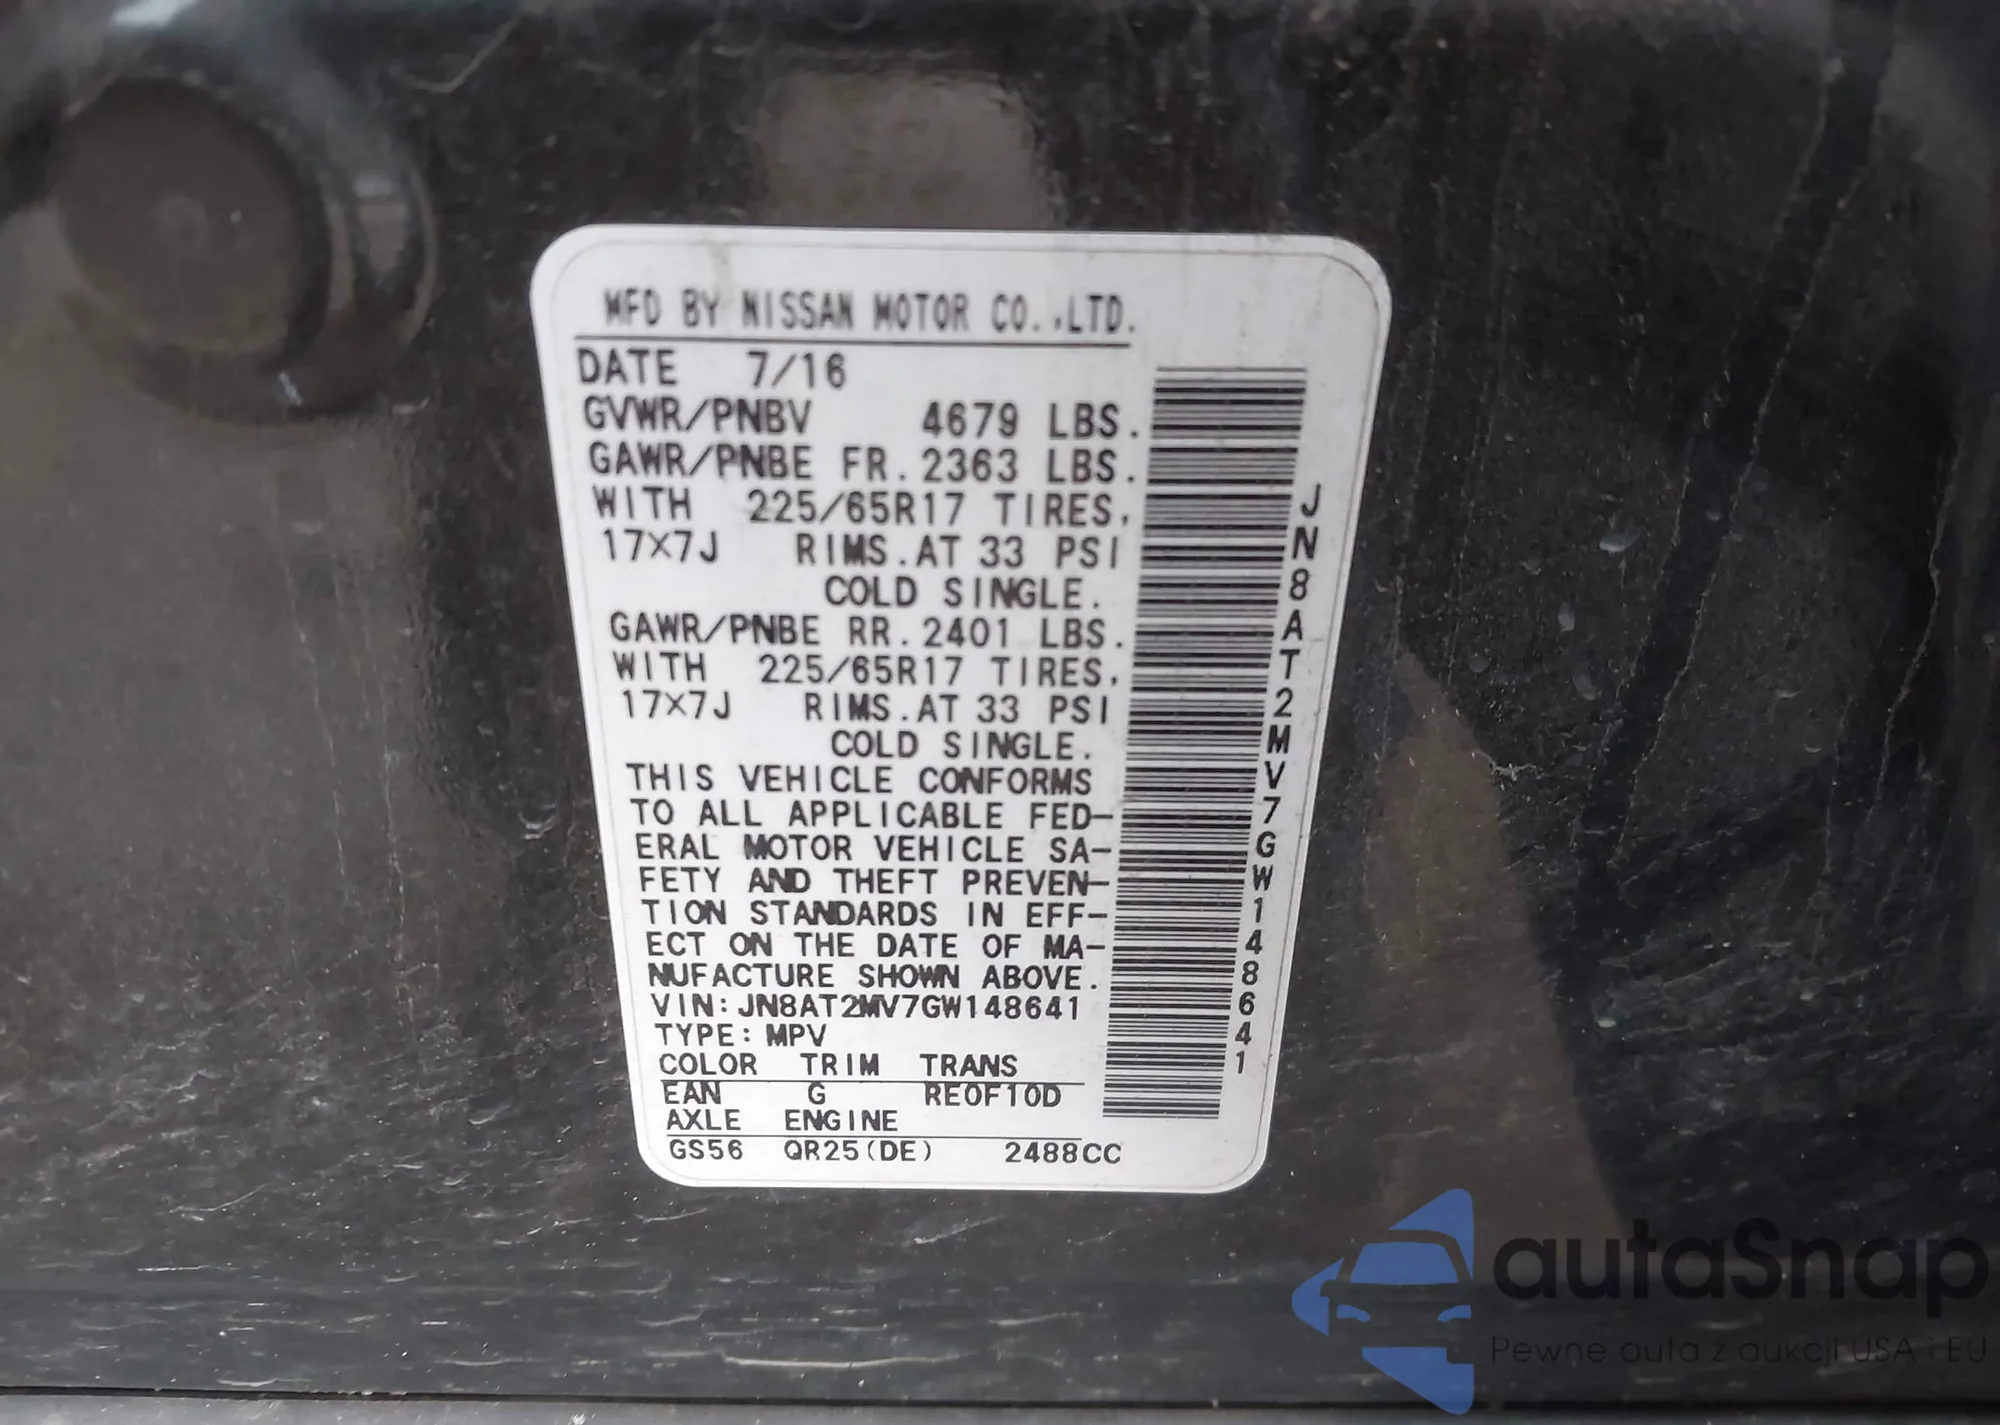 MFD BY NISSAN MOTOR CO.,LTD.
DATE 7/16
GVWR/PNBV 4679 LBS.
GAWR/PNBE FR.2363 LBS.
WITH 225/65R17 TIRES,
17×7J RIMS.AT 33 PSI
COLD SINGLE.
GAWR/PNBE RR.2401 LBS.
WITH 225/65R17 TIRES,
17×7J RIMS.AT 33 PSI
COLD SINGLE.
THIS VEHICLE CONFORMS
TO ALL APPLICABLE FED-
ERAL MOTOR VEHICLE SA-
FETY AND THEFT PREVEN-
TION STANDARDS IN EFF-
ECT ON THE DATE OF MA-
NUFACTURE SHOWN ABOVE.
VIN:JN8AT2MV7GW148641
TYPE:MPV
COLOR TRIM TRANS
EAN G RE0F10D
AXLE ENGINE
GS56 QR25(DE) 2488CC
JN8AT2MV7GW148641
autaSnap
Pewne auta z aukcji USA i EU